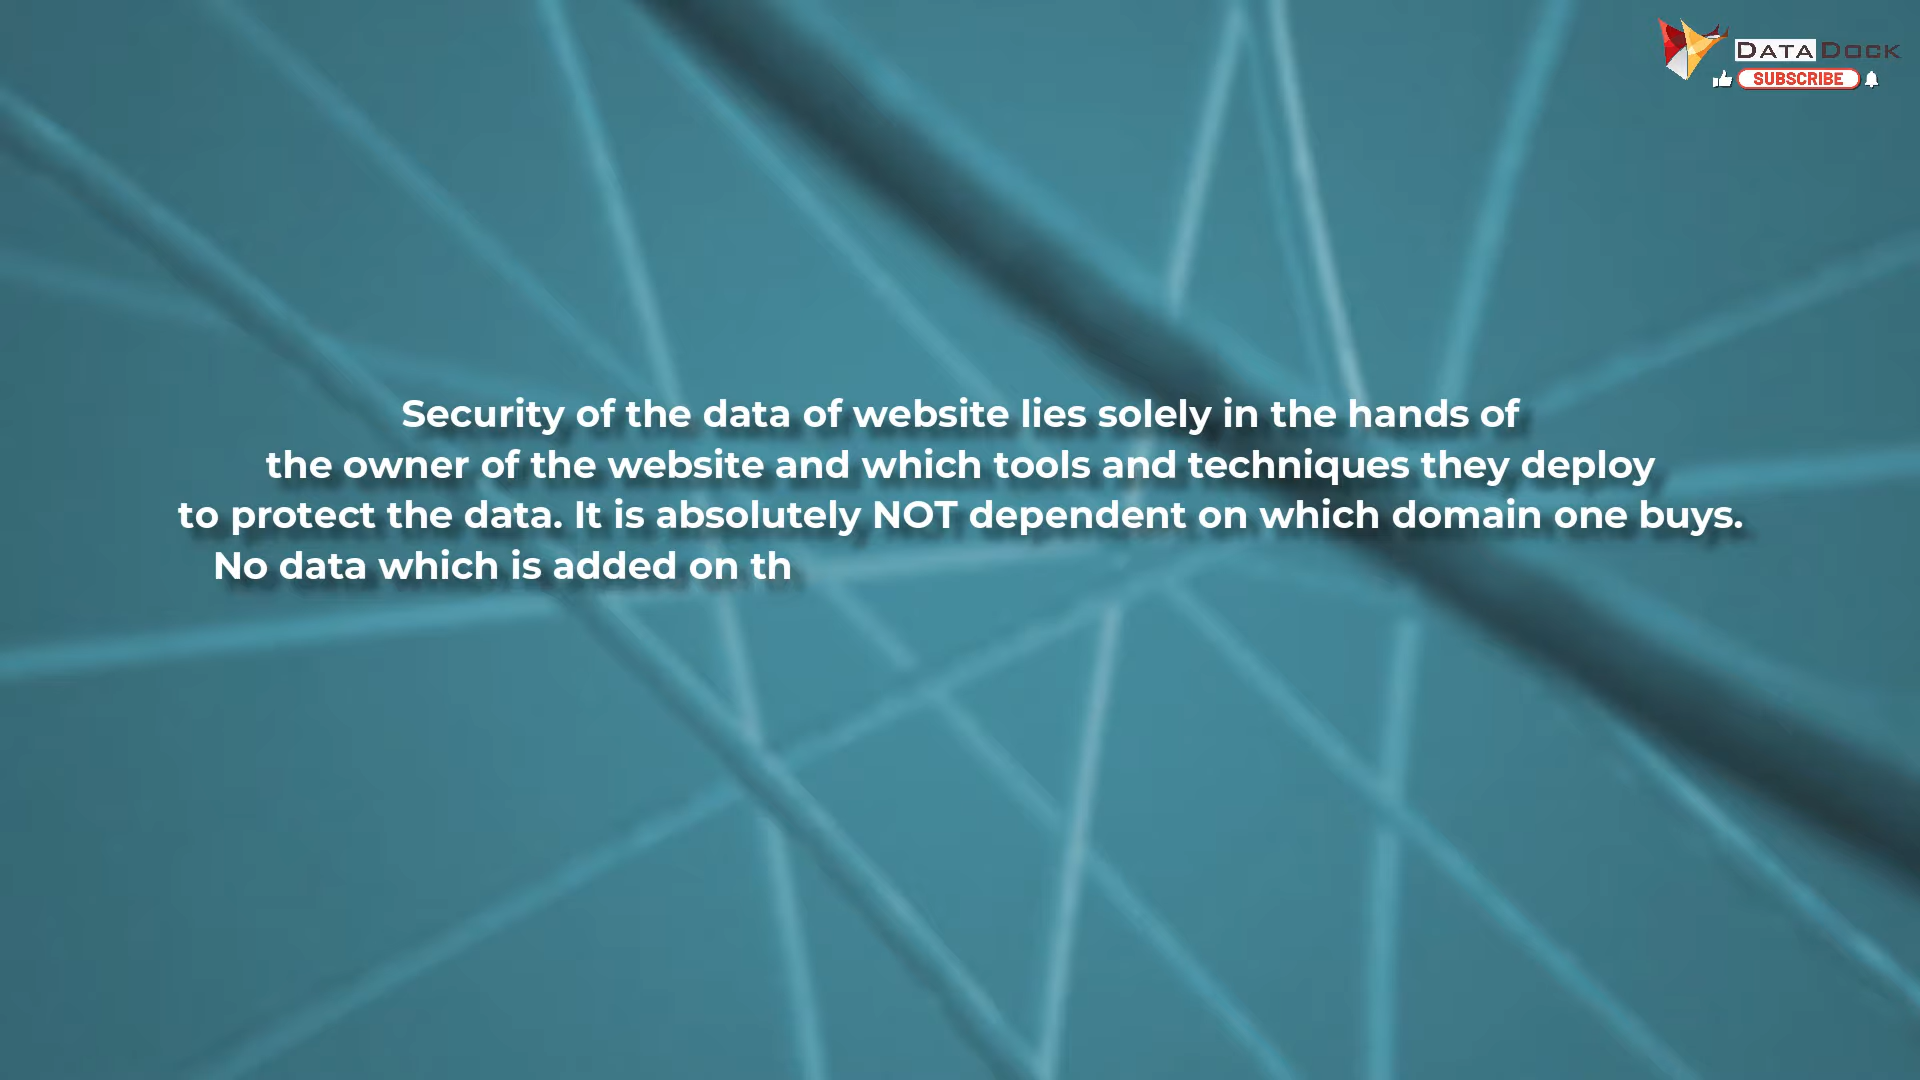 DATA DOCK
SUBSCRIBE
Security of the data of website lies solely in the hands of
the owner of the website and which tools and techniques they deploy
to protect the data. It is absolutely NOT dependent on which domain one buys.
No data which is added on th